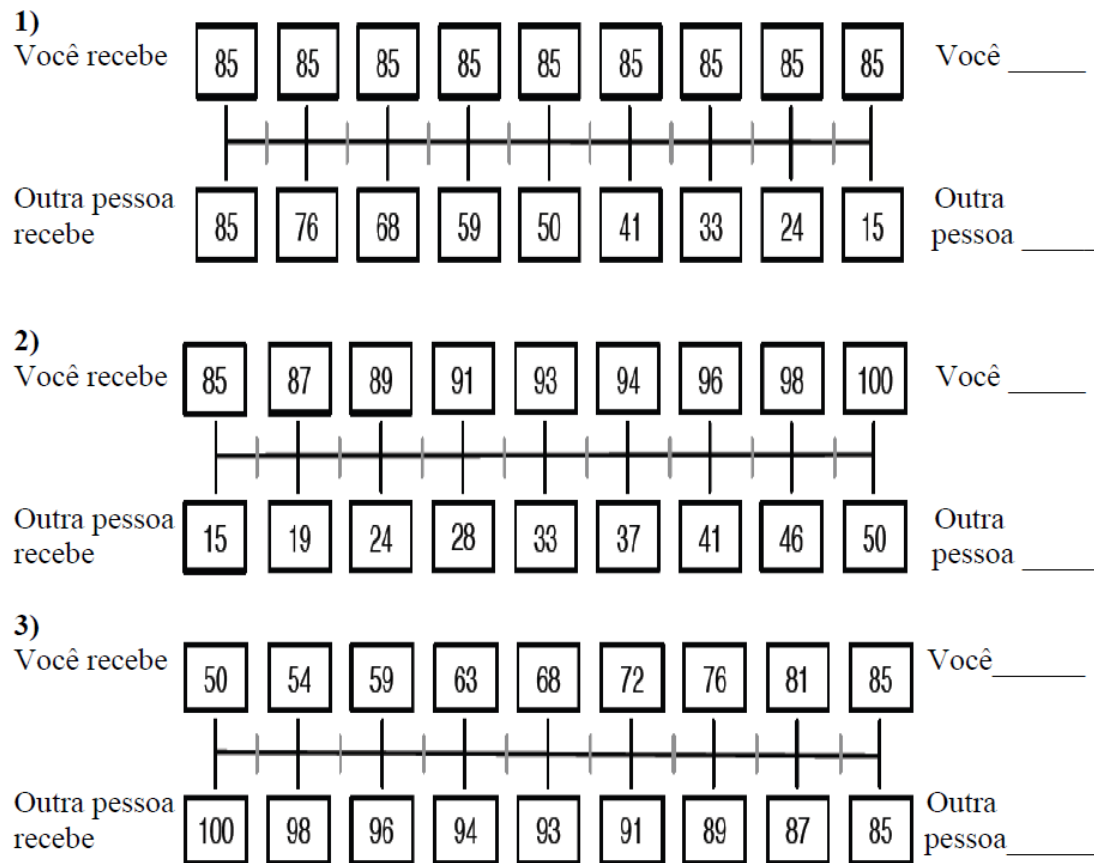 1)
Você recebe 85 85 85 85 85 85 85 85 85 Você ______
Outra pessoa recebe 85 76 68 59 50 41 33 24 15 Outra pessoa ______
2)
Você recebe 85 87 89 91 93 94 96 98 100 Você ______
Outra pessoa recebe 15 19 24 28 33 37 41 46 50 Outra pessoa ______
3)
Você recebe 50 54 59 63 68 72 76 81 85 Você_______
Outra pessoa recebe 100 98 96 94 93 91 89 87 85 Outra pessoa_______